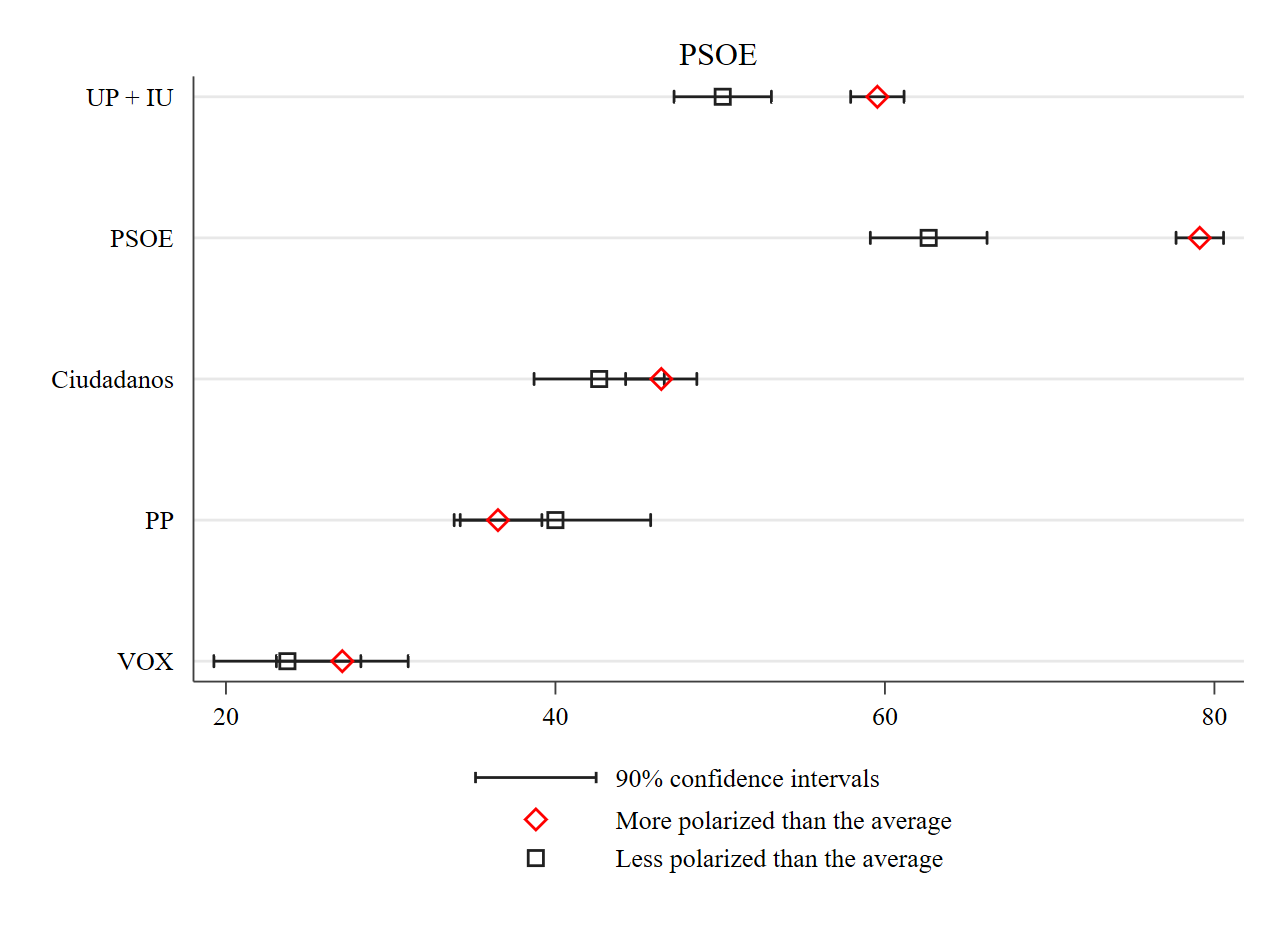 PSOE
UP + IU
PSOE
Ciudadanos
PP
VOX
20 40 60 80
90% confidence intervals
More polarized than the average
Less polarized than the average